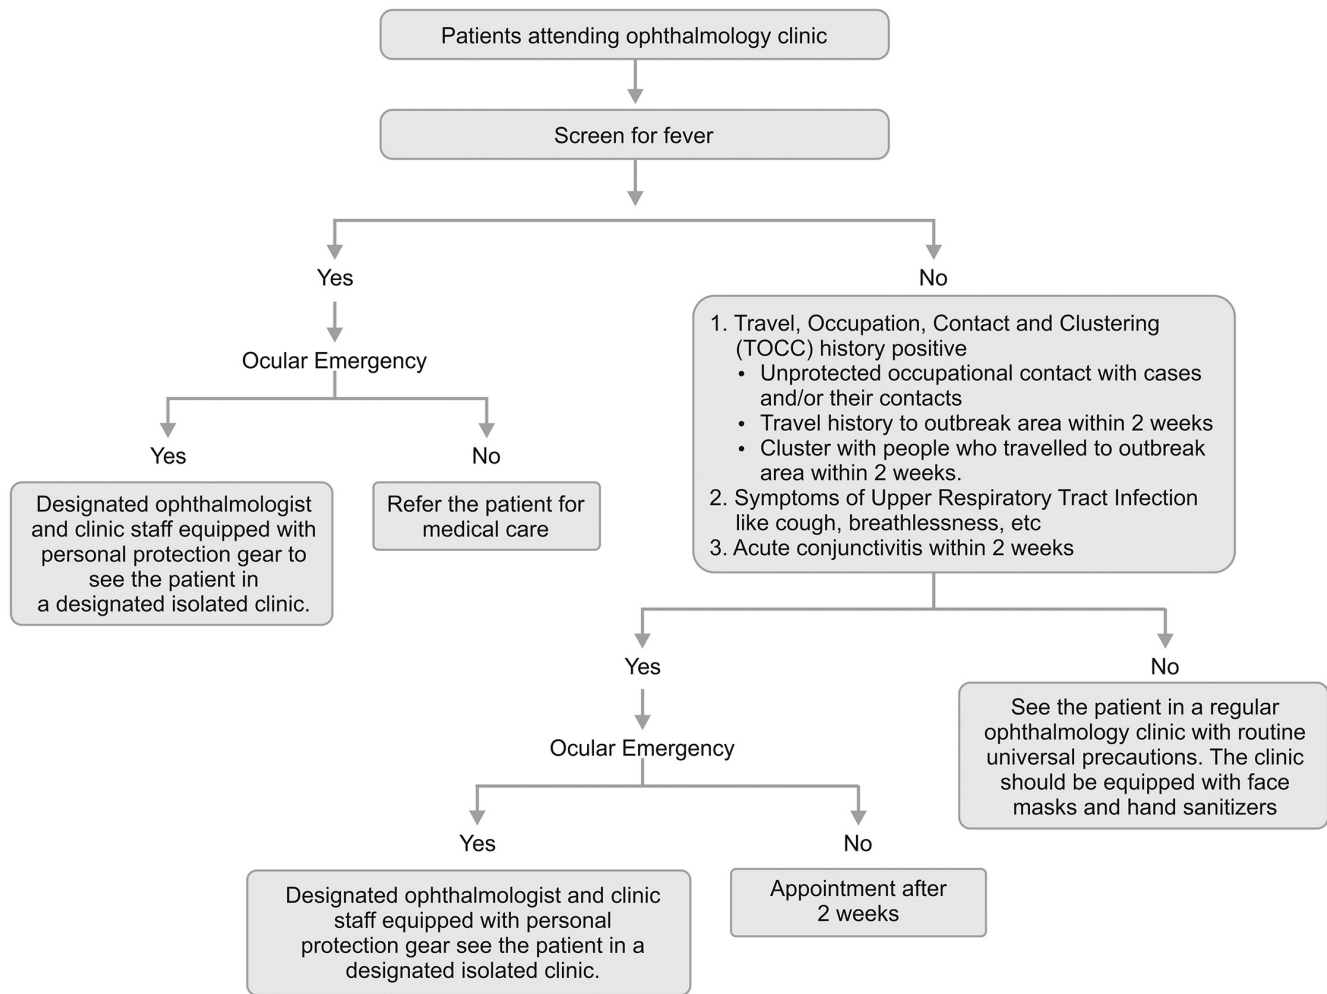 Patients attending ophthalmology clinic
Screen for fever
Yes
No
Ocular Emergency
Yes
No
Designated ophthalmologist
and clinic staff equipped with
personal protection gear to
see the patient in
a designated isolated clinic.
Refer the patient for
medical care
1. Travel, Occupation, Contact and Clustering
(TOCC) history positive
• Unprotected occupational contact with cases
and/or their contacts
• Travel history to outbreak area within 2 weeks
• Cluster with people who travelled to outbreak
area within 2 weeks.
2. Symptoms of Upper Respiratory Tract Infection
like cough, breathlessness, etc
3. Acute conjunctivitis within 2 weeks
Yes
No
Ocular Emergency
Yes
No
Designated ophthalmologist and clinic
staff equipped with personal
protection gear see the patient in a
designated isolated clinic.
Appointment after
2 weeks
See the patient in a regular
ophthalmology clinic with routine
universal precautions. The clinic
should be equipped with face
masks and hand sanitizers